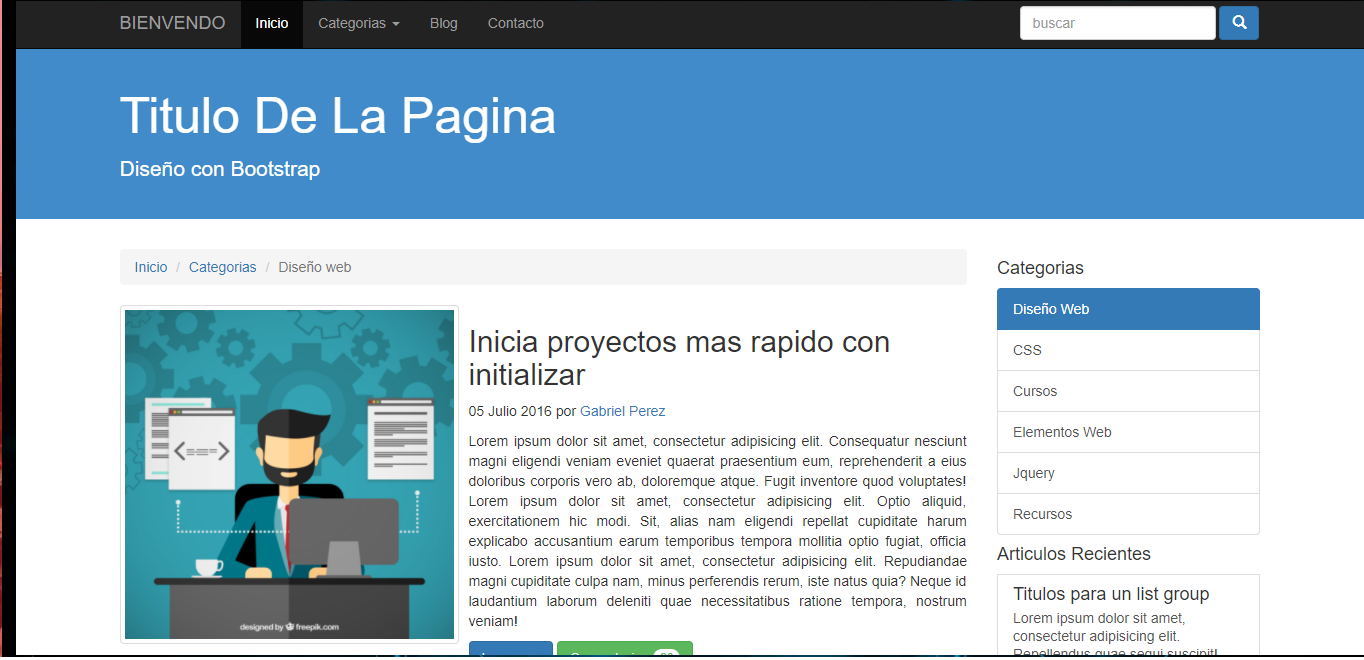 BIENVENDO Inicio Categorias Blog Contacto buscar
Titulo De La Pagina
Diseño con Bootstrap
Inicio / Categorias / Diseño web
Inicia proyectos mas rapido con
initializar
05 Julio 2016 por Gabriel Perez
Lorem ipsum dolor sit amet, consectetur adipisicing elit. Consequatur nesciunt
magni eligendi veniam eveniet quaerat praesentium eum, reprehenderit a eius
doloribus corporis vero ab, doloremque atque. Fugit inventore quod voluptates!
Lorem ipsum dolor sit amet, consectetur adipisicing elit. Optio aliquid,
exercitationem hic modi. Sit, alias nam eligendi repellat cupiditate harum
explicabo accusantium earum temporibus tempora mollitia optio fugiat, officia
iusto. Lorem ipsum dolor sit amet, consectetur adipisicing elit. Repudiandae
magni cupiditate culpa nam, minus perferendis rerum, iste natus quia? Neque id
laudantium laborum deleniti quae necessitatibus ratione tempora, nostrum
veniam!
designed by freepik.com
Categorias
Diseño Web
CSS
Cursos
Elementos Web
Jquery
Recursos
Articulos Recientes
Titulos para un list group
Lorem ipsum dolor sit amet,
consectetur adipisicing elit.
Repellendus quae sequi suscipit!